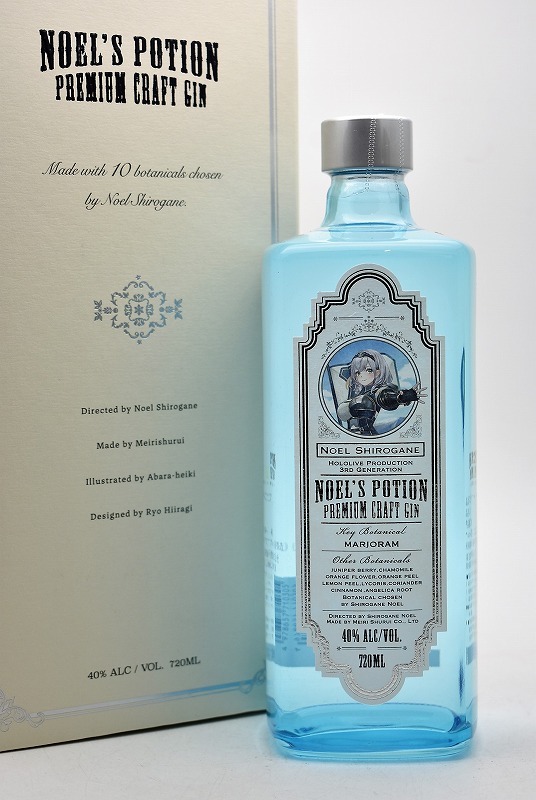 NOEL'S POTION
PREMIUM CRAFT GIN
Made with 10 botanicals chosen
by Noel Shirogane.
Directed by Noel Shirogane
Made by Meirishurui
Illustrated by Abara-heiki
Designed by Ryo Hiiragi
40% ALC / VOL. 720ML
NOEL SHIROGANE
HOLOLIVE PRODUCTION
3RD GENERATION
NOEL'S POTION
PREMIUM CRAFT GIN
Key Botanical
MARJORAM
Other Botanicals
JUNIPER BERRY,CHAMOMILE
ORANGE FLOWER,ORANGE PEEL
LEMON PEEL,LYCORIS,CORIANDER
CINNAMON,ANGELICA ROOT
BOTANICAL CHOSEN
BY SHIROGANE NOEL
DIRECTED BY SHIROGANE NOEL
MADE BY MEIRI SHURUI CO., LTD
40% ALC/VOL.
720ML